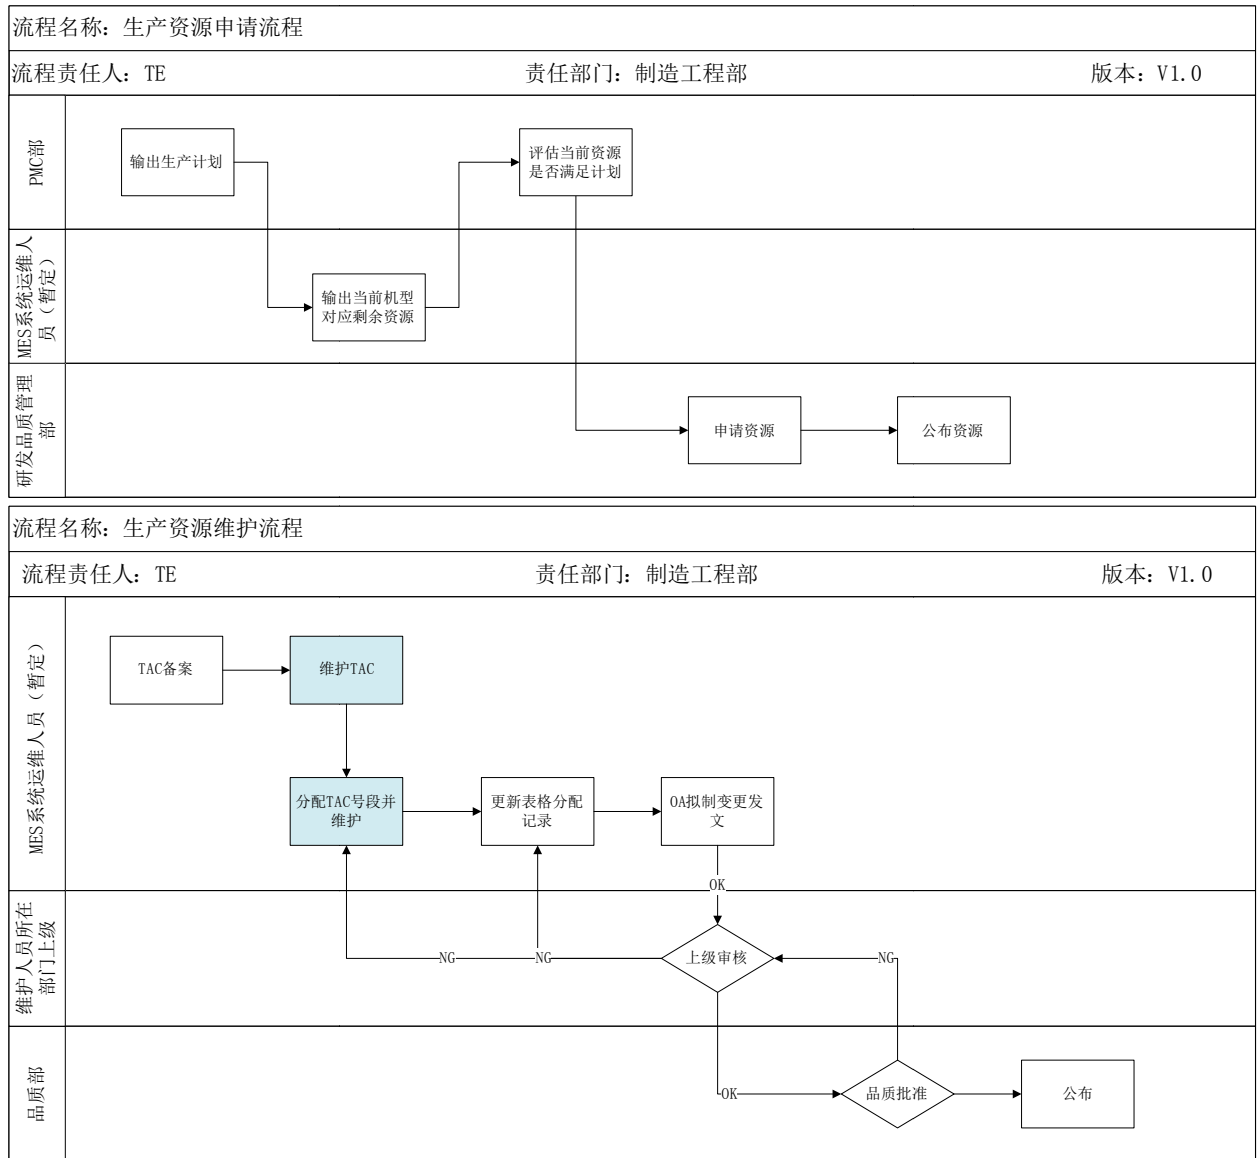 流程名称：生产资源申请流程
流程责任人：TE 责任部门：制造工程部 版本：V1.0
PMC部
输出生产计划
评估当前资源
是否满足计划
MES系统运维人
员（暂定）
输出当前机型
对应剩余资源
研发品质管理
部
申请资源
公布资源
流程名称：生产资源维护流程
流程责任人：TE 责任部门：制造工程部 版本：V1.0
MES系统运维人员（暂定）
TAC备案
维护TAC
分配TAC号段并
维护
更新表格分配
记录
OA拟制变更发
文
OK
维护人员所在
部门上级
NG
NG
上级审核
NG
品质部
OK
品质批准
公布